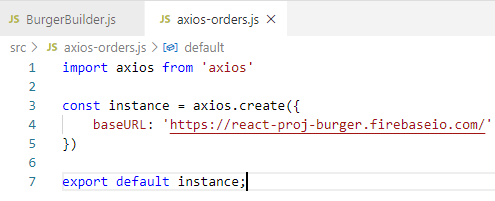 JS BurgerBuilder.js JS axios-orders.js ×
src > JS axios-orders.js > default
1 import axios from 'axios'
2
3 const instance = axios.create({
4 baseURL: 'https://react-proj-burger.firebaseio.com/'
5 })
6
7 export default instance;